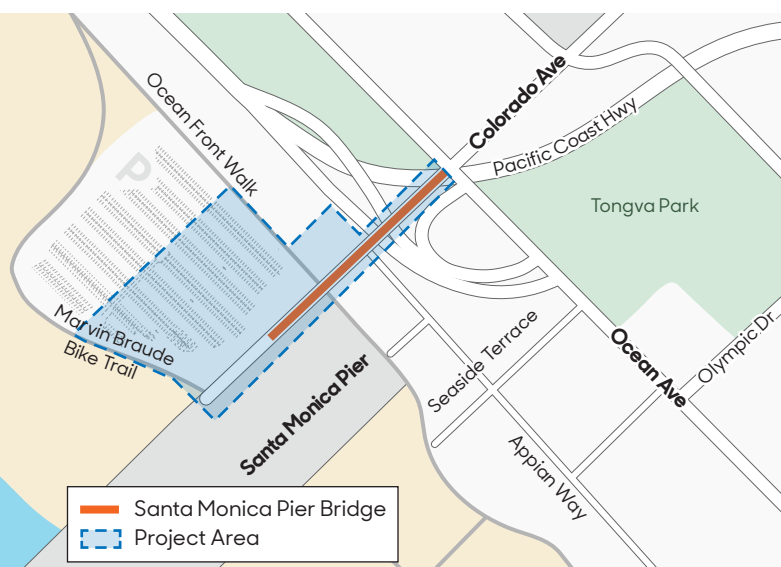 Colorado Ave
Pacific Coast Hwy
Ocean Front Walk
P
Tongva Park
Marvin Braude
Bike Trail
Seaside Terrace
Ocean Ave
Olympic Dr
Santa Monica Pier
Appian Way
Santa Monica Pier Bridge
Project Area